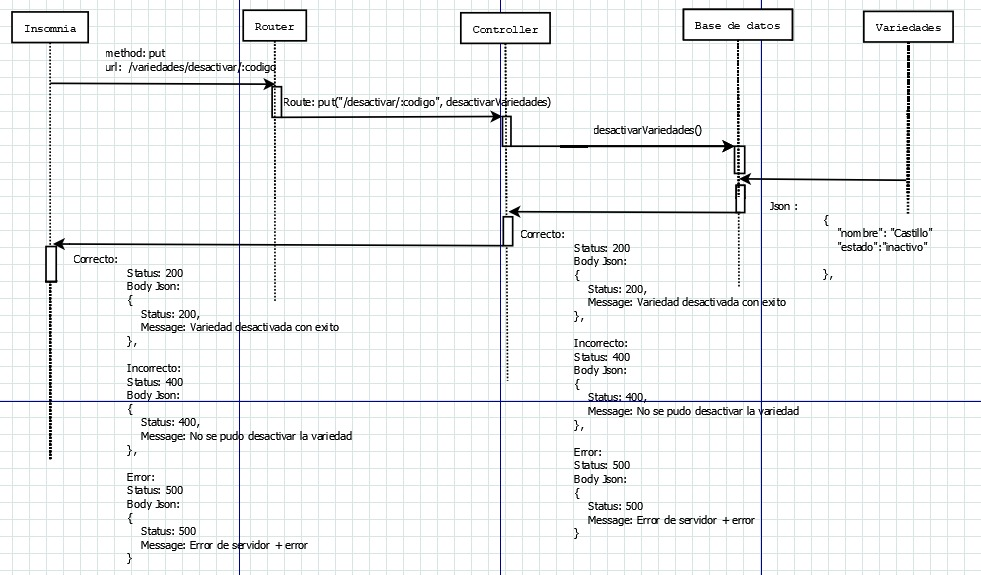 Insomnia
Router
Controller
Base de datos
Variedades
method: put
url: /variedades/desactivar/:codigo
Route: put("/desactivar/:codigo", desactivarVariedades)
desactivarVariedades()
Json :
{
"nombre": "Castillo"
"estado":"inactivo"
},
Correcto:
Status: 200
Body Json:
{
Status: 200,
Message: Variedad desactivada con exito
},
Incorrecto:
Status: 400
Body Json:
{
Status: 400,
Message: No se pudo desactivar la variedad
},
Error:
Status: 500
Body Json:
{
Status: 500
Message: Error de servidor + error
}
Correcto:
Status: 200
Body Json:
{
Status: 200,
Message: Variedad desactivada con exito
},
Incorrecto:
Status: 400
Body Json:
{
Status: 400,
Message: No se pudo desactivar la variedad
},
Error:
Status: 500
Body Json:
{
Status: 500
Message: Error de servidor + error
}